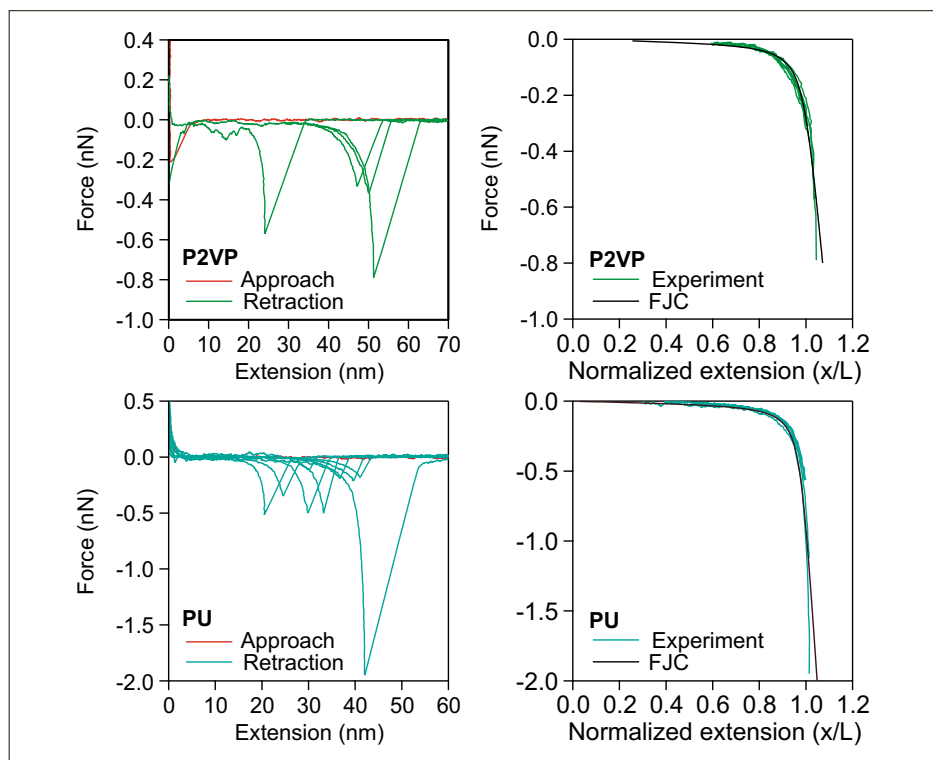 0.4
0.2
0.0
-0.2
-0.4
-0.6
-0.8
-1.0
Force (nN)
P2VP
Approach
Retraction
0 10 20 30 40 50 60 70
Extension (nm)
0.0
-0.2
-0.4
-0.6
-0.8
-1.0
Force (nN)
P2VP
Experiment
FJC
0.0 0.2 0.4 0.6 0.8 1.0 1.2
Normalized extension (x/L)
0.5
0.0
-0.5
-1.0
-1.5
-2.0
Force (nN)
PU
Approach
Retraction
0 10 20 30 40 50 60
Extension (nm)
0.0
-0.5
-1.0
-1.5
-2.0
Force (nN)
PU
Experiment
FJC
0.0 0.2 0.4 0.6 0.8 1.0 1.2
Normalized extension (x/L)